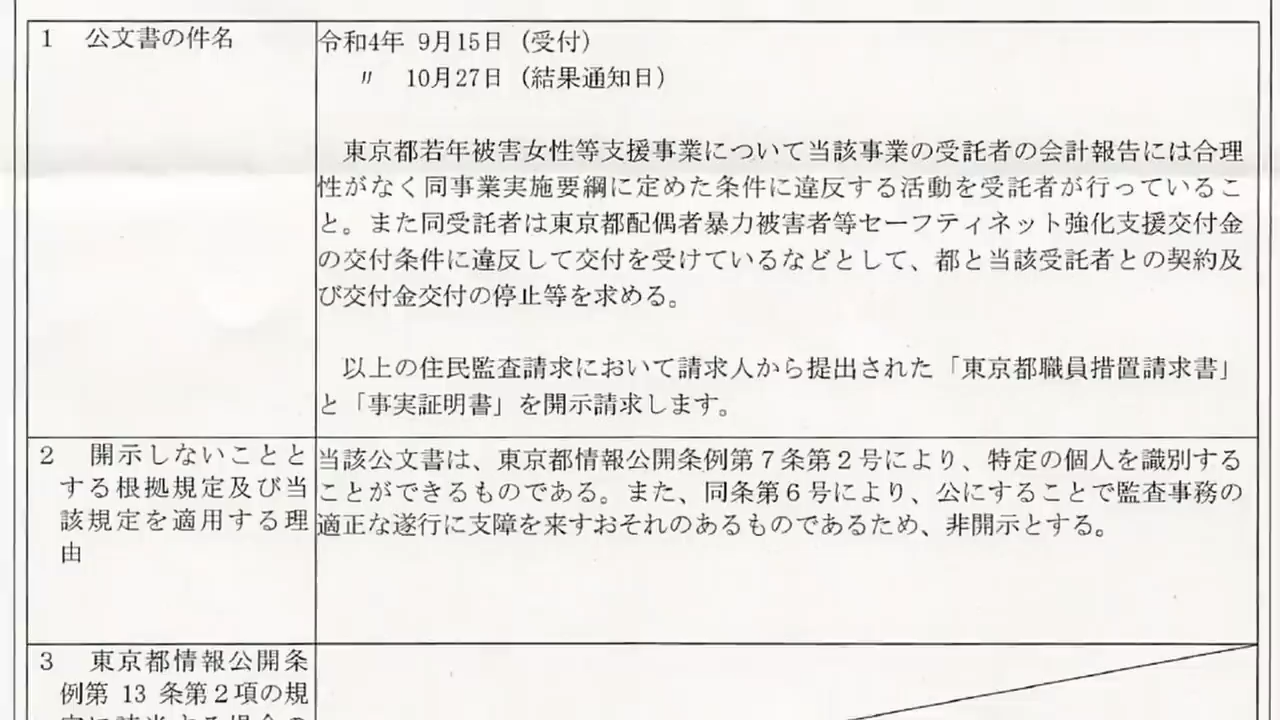 1　公文書の件名
令和4年 9月15日（受付）
〃　10月27日（結果通知日）
東京都若年被害女性等支援事業について当該事業の受託者の会計報告には合理
性がなく同事業実施要綱に定めた条件に違反する活動を受託者が行っているこ
と。また同受託者は東京都配偶者暴力被害者等セーフティネット強化支援交付金
の交付条件に違反して交付を受けているなどとして、都と当該受託者との契約及
び交付金交付の停止等を求める。
以上の住民監査請求において請求人から提出された「東京都職員措置請求書」
と「事実証明書」を開示請求します。
2　開示しないことと
する根拠規定及び当
該規定を適用する理
由
当該公文書は、東京都情報公開条例第７条第２号により、特定の個人を識別する
ことができるものである。また、同条第６号により、公にすることで監査事務の
適正な遂行に支障を来すおそれのあるものであるため、非開示とする。
3　東京都情報公開条
例第 13 条第２項の規